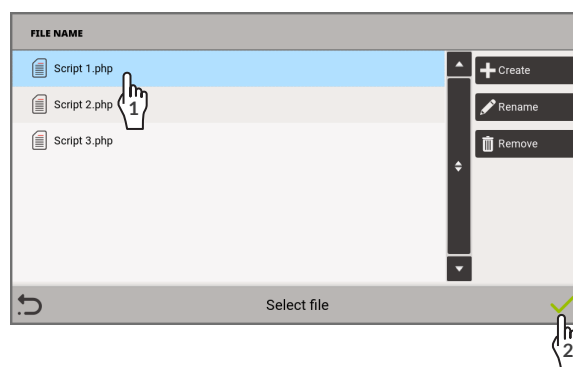 FILE NAME
Script 1.php
Script 2.php
Script 3.php
Create
Rename
Remove
1
Select file
2